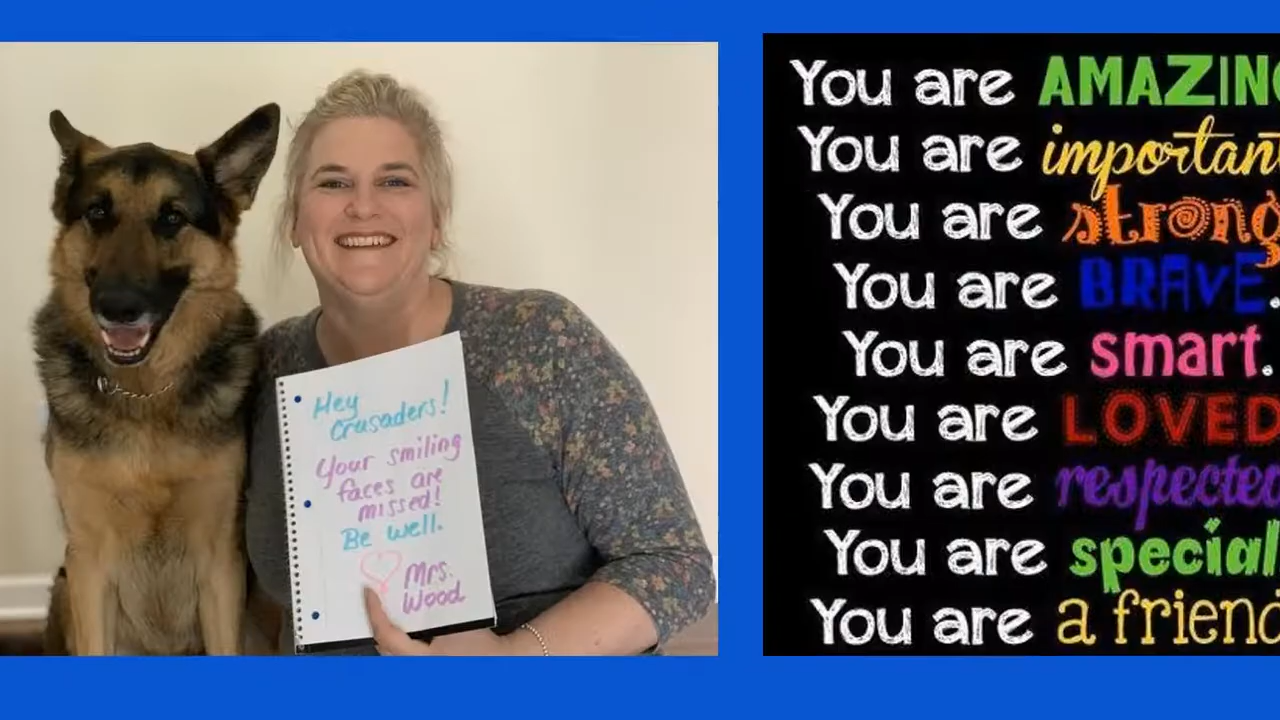 Hey
Crusaders!
Your smiling
faces are
missed!
Be well.
Mrs.
Wood
You are AMAZING
You are important
You are strong
You are BRAVE.
You are smart.
You are LOVED
You are respected
You are special
You are a friend